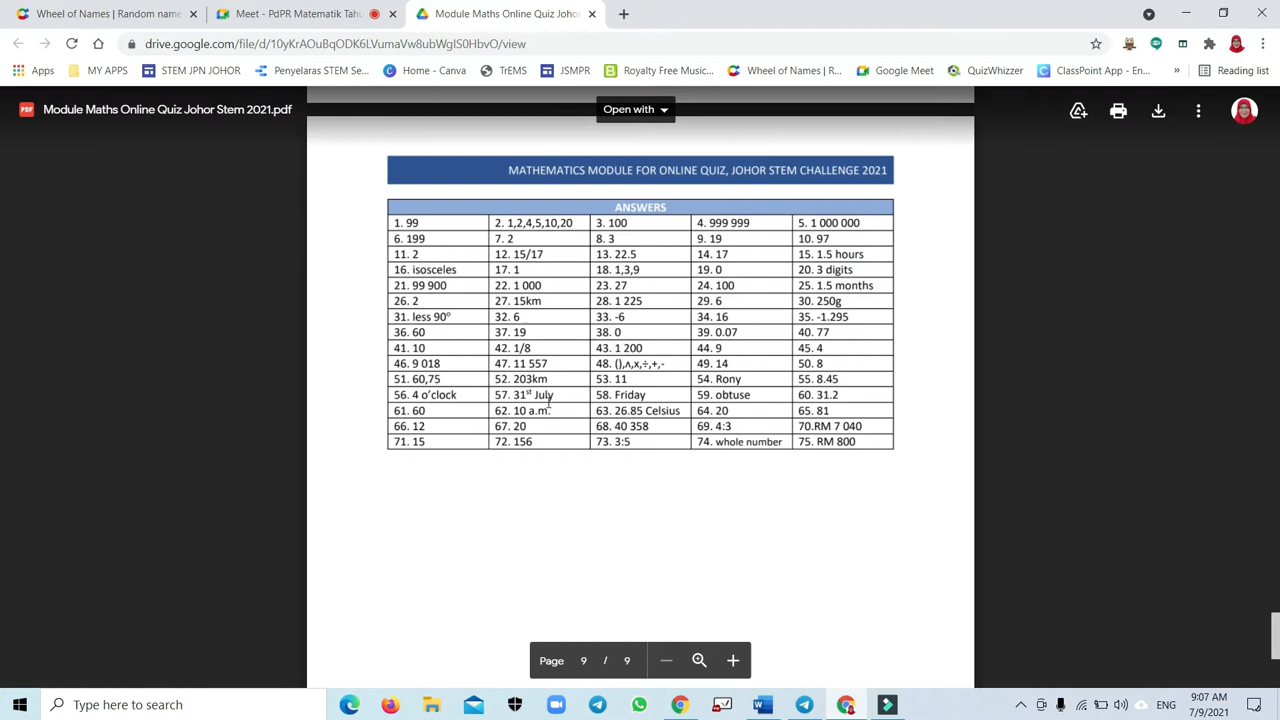 Wheel of Names | Random name
Meet - PdPR Matematik Tahu
Module Maths Online Quiz Johor
drive.google.com/file/d/10yKrAOuBqODK6LVumaVw8ubWgIS0HbvO/view
Apps
MY APPS
STEM JPN JOHOR
Penyelaras STEM Se...
Home - Canva
TrEMS
JSMPR
Royalty Free Music...
Wheel of Names | R...
Google Meet
QuizWhizzer
ClassPoint App - En...
»
Reading list
PDF Module Maths Online Quiz Johor Stem 2021.pdf
Open with
MATHEMATICS MODULE FOR ONLINE QUIZ, JOHOR STEM CHALLENGE 2021
ANSWERS
1. 99 2. 1,2,4,5,10,20 3. 100 4. 999 999 5. 1 000 000
6. 199 7. 2 8. 3 9. 19 10. 97
11. 2 12. 15/17 13. 22.5 14. 17 15. 1.5 hours
16. isosceles 17. 1 18. 1,3,9 19. 0 20. 3 digits
21. 99 900 22. 1 000 23. 27 24. 100 25. 1.5 months
26. 2 27. 15km 28. 1 225 29. 6 30. 250g
31. less 90° 32. 6 33. -6 34. 16 35. -1.295
36. 60 37. 19 38. 0 39. 0.07 40. 77
41. 10 42. 1/8 43. 1 200 44. 9 45. 4
46. 9 018 47. 11 557 48. (),ʌ,x,÷,+,- 49. 14 50. 8
51. 60,75 52. 203km 53. 11 54. Rony 55. 8.45
56. 4 o'clock 57. 31st July 58. Friday 59. obtuse 60. 31.2
61. 60 62. 10 a.m. 63. 26.85 Celsius 64. 20 65. 81
66. 12 67. 20 68. 40 358 69. 4:3 70.RM 7 040
71. 15 72. 156 73. 3:5 74. whole number 75. RM 800
Page 9 / 9
Type here to search
ENG
9:07 AM
7/9/2021